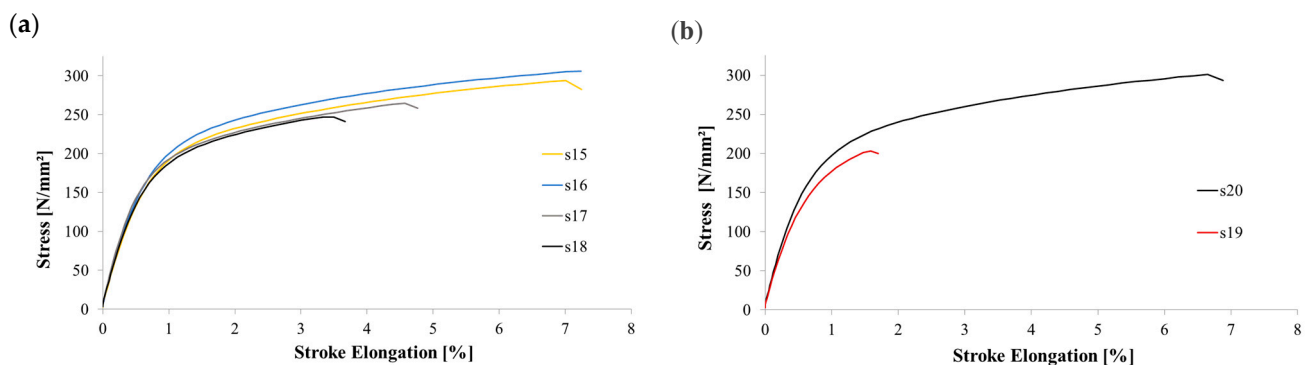 (a)
Stress [N/mm²]
300
250
200
150
100
50
0
0 1 2 3 4 5 6 7 8
Stroke Elongation [%]
s15
s16
s17
s18
(b)
Stress [N/mm²]
300
250
200
150
100
50
0
0 1 2 3 4 5 6 7 8
Stroke Elongation [%]
s20
s19